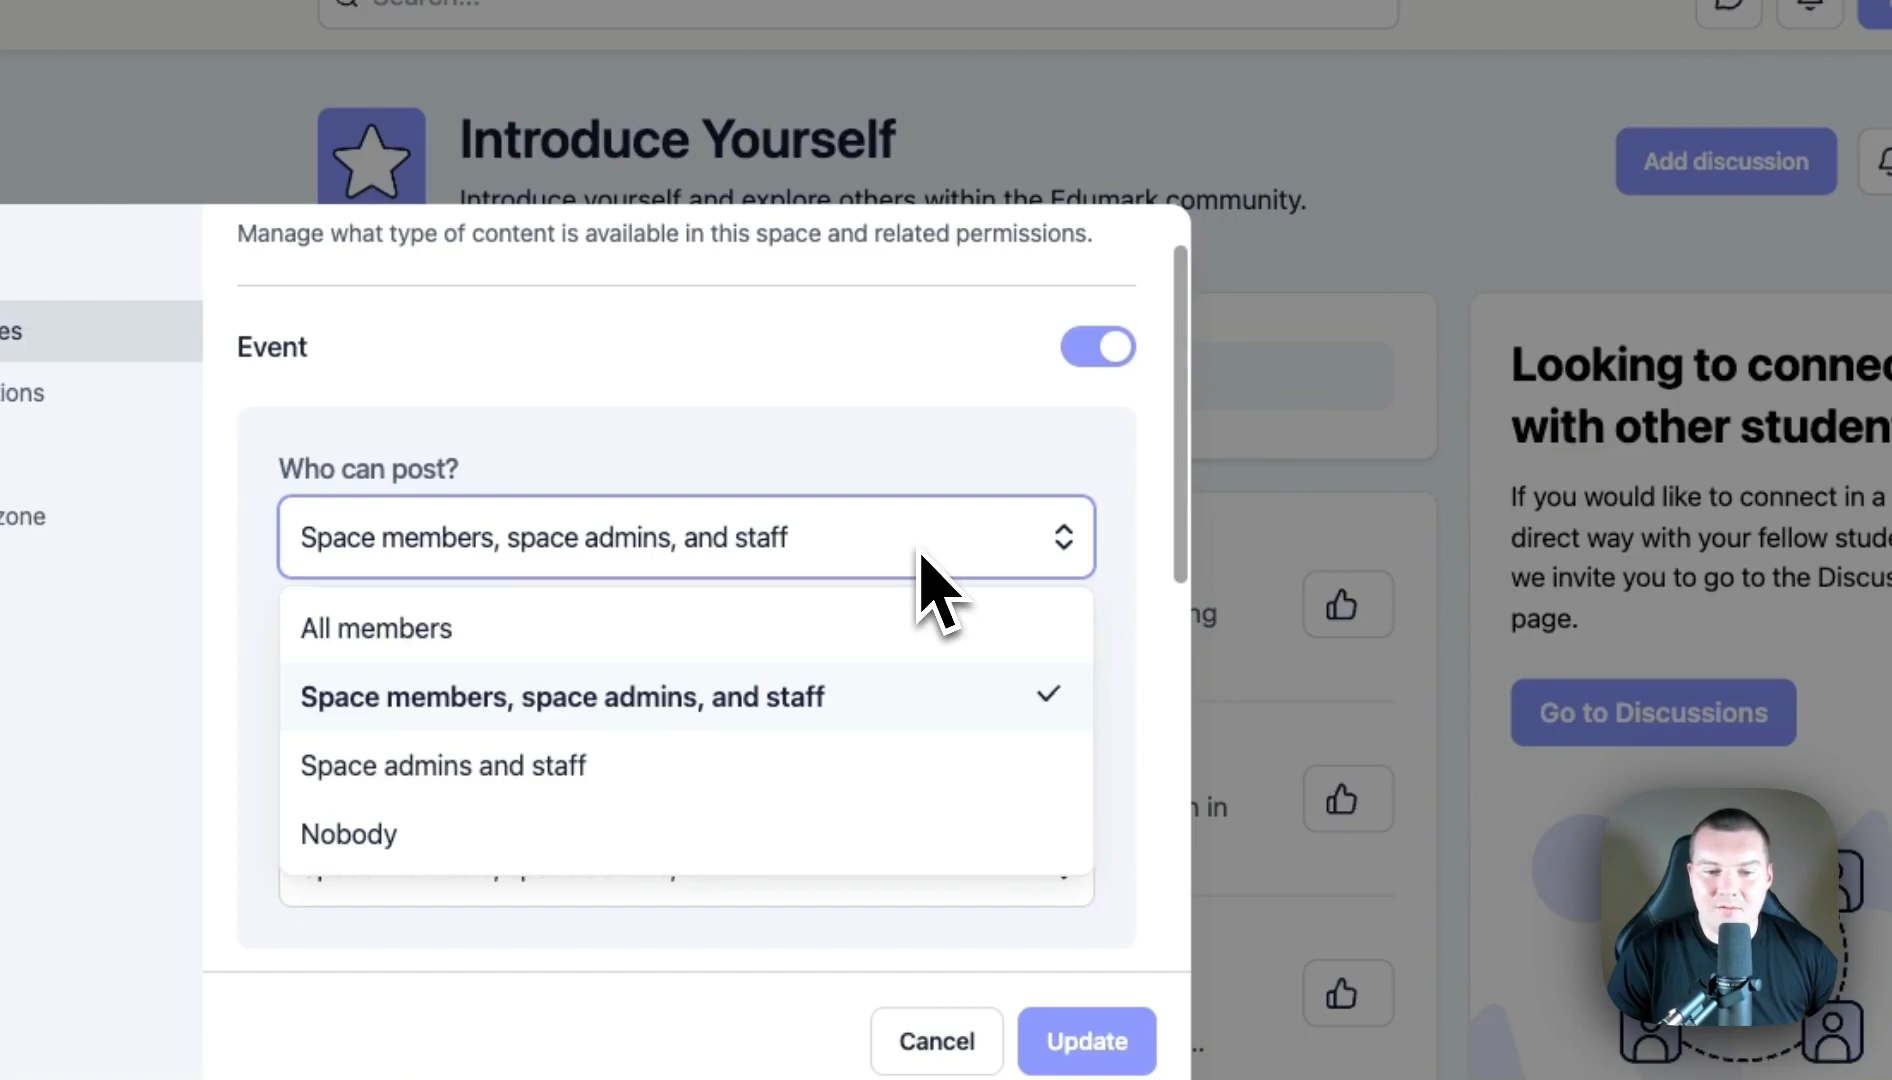 Search...
Introduce Yourself
Introduce yourself and explore others within the Edumark community.
Add discussion
Manage what type of content is available in this space and related permissions.
es
Event
ions
zone
Who can post?
Space members, space admins, and staff
All members
Space members, space admins, and staff
Space admins and staff
Nobody
Cancel
Update
ng
n in
..
Looking to connec
with other studen
If you would like to connect in a
direct way with your fellow stude
we invite you to go to the Discus
page.
Go to Discussions